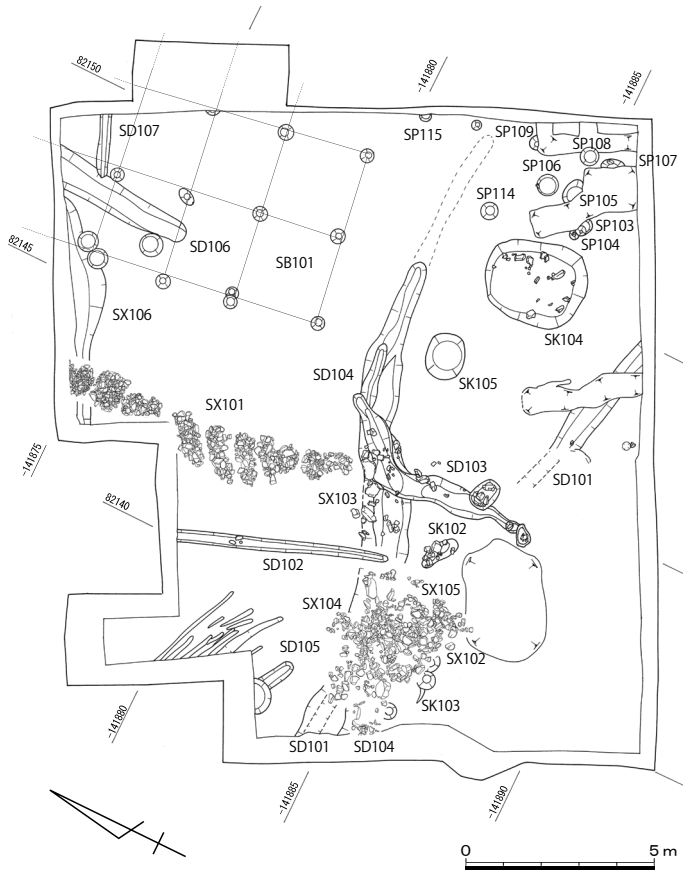 82150
-141880
-141885
SD107
SP115
SP109
SP108
SP107
SP106
SP114
SP105
SP103
SP104
SD106
82145
SB101
SX106
SK104
SD104
SK105
SX101
-141875
SD103
SD101
SX103
82140
SK102
SD102
SX104
SX105
SD105
SX102
SK103
-141880
SD101
SD104
-141885
-141890
0
5 m